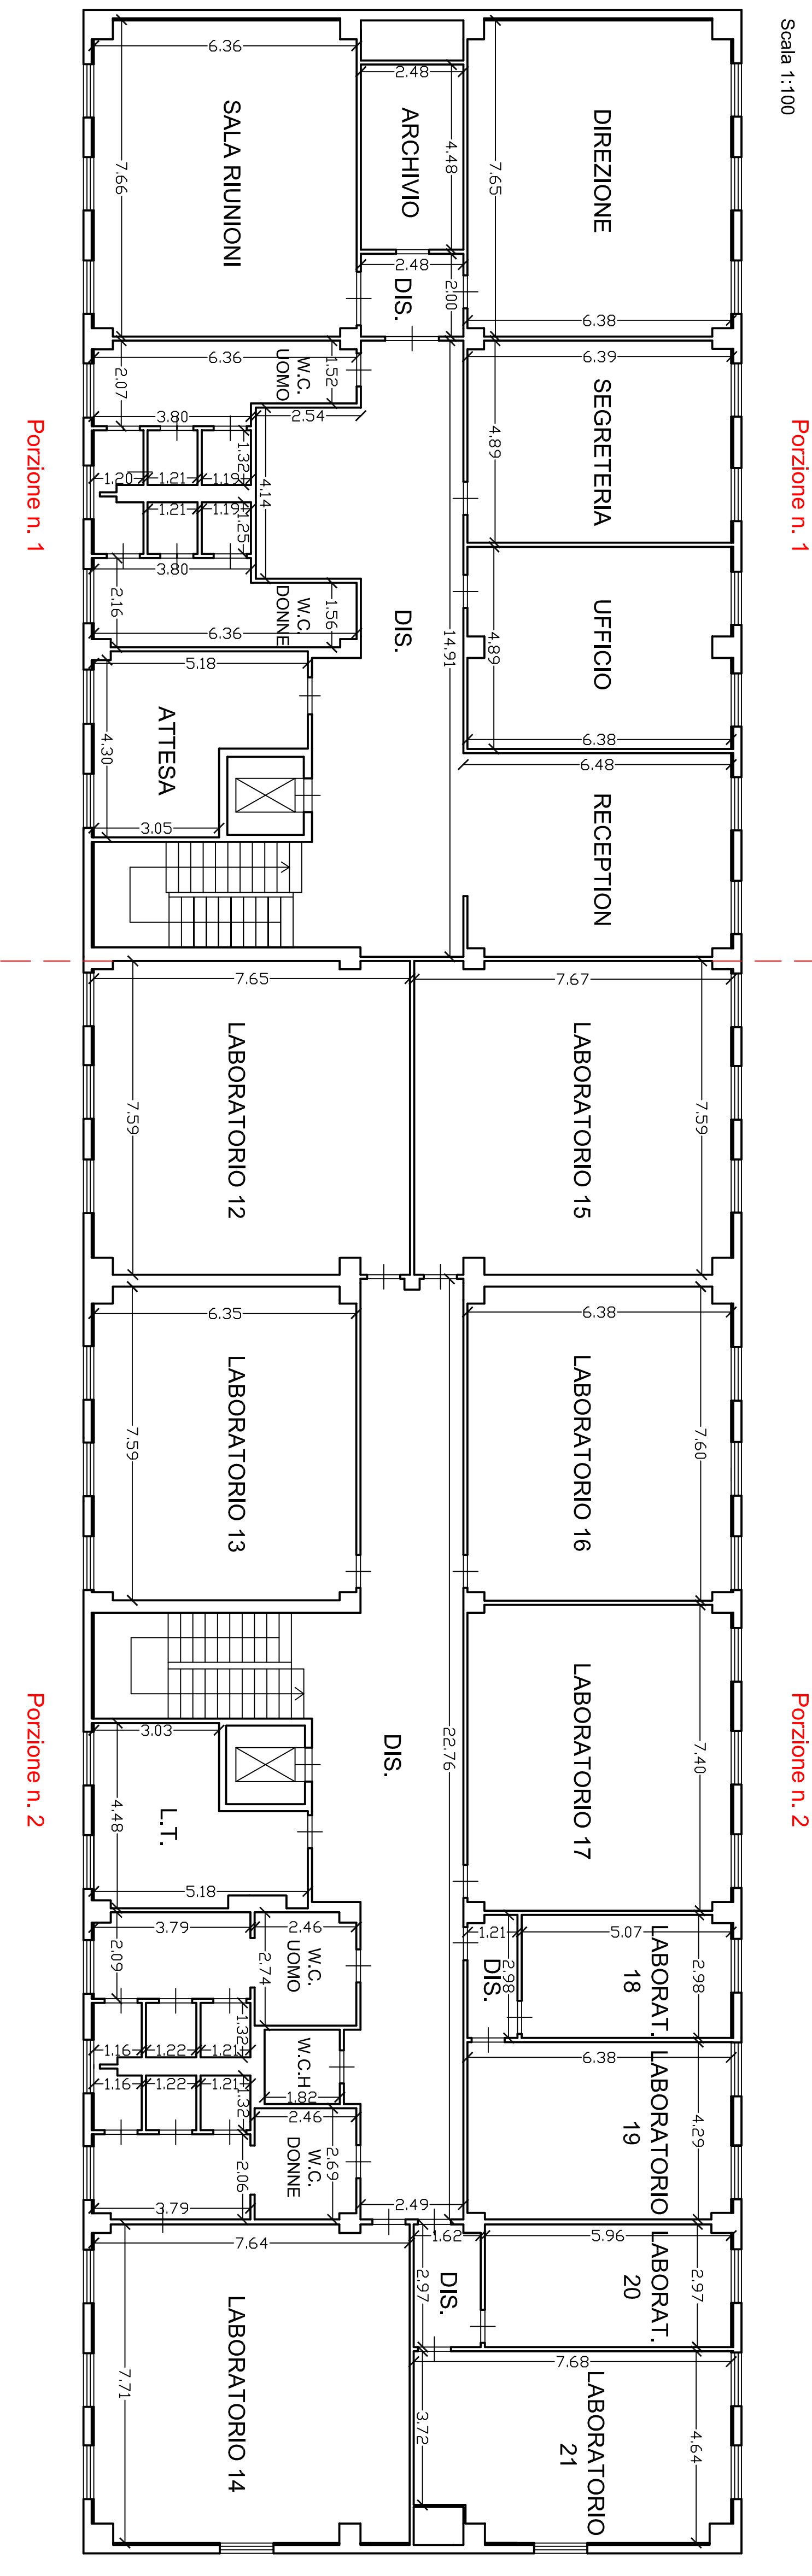 Scala 1:100
Porzione n. 1
Porzione n. 1
DIREZIONE
7.65
6.38
ARCHIVIO
2.48
4.48
SALA RIUNIONI
6.36
7.66
DIS.
2.48
2.00
SEGRETERIA
6.39
4.89
UFFICIO
4.89
6.38
RECEPTION
6.48
DIS.
14.91
W.C.
UOMO
6.36
1.52
2.07
3.80
2.54
4.14
1.32
1.20
1.21
1.19
1.21
1.19
1.25
3.80
W.C.
DONNE
2.16
1.56
6.36
ATTESA
5.18
4.30
3.05
LABORATORIO 12
7.65
7.59
LABORATORIO 15
7.67
7.59
LABORATORIO 13
6.35
7.59
LABORATORIO 16
6.38
7.60
Porzione n. 2
Porzione n. 2
LABORATORIO 17
7.40
DIS.
22.76
2.49
L.T.
3.03
4.48
5.18
LABORAT.
18
5.07
2.98
DIS.
1.21
2.98
LABORATORIO
19
6.38
4.29
W.C.
UOMO
3.79
2.46
2.09
2.74
1.32
1.16
1.22
1.21
W.C.H
1.82
1.16
1.22
1.21
1.32
W.C.
DONNE
2.46
2.69
2.06
3.79
LABORAT.
20
5.96
2.97
DIS.
1.62
2.97
LABORATORIO
21
7.68
4.64
3.72
LABORATORIO 14
7.64
7.71